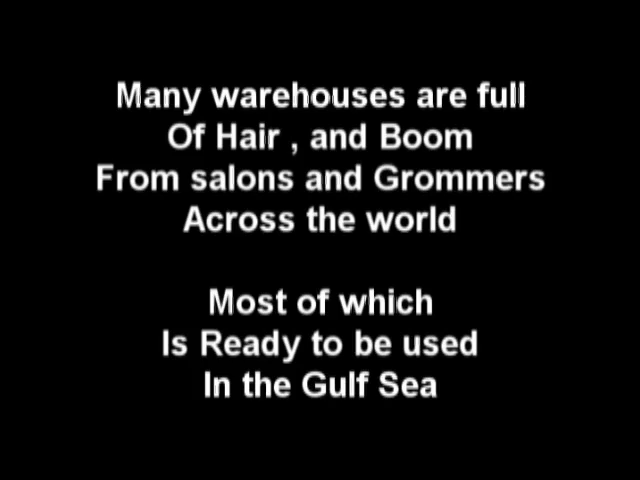 Many warehouses are full
Of Hair , and Boom
From salons and Grommers
Across the world
Most of which
Is Ready to be used
In the Gulf Sea